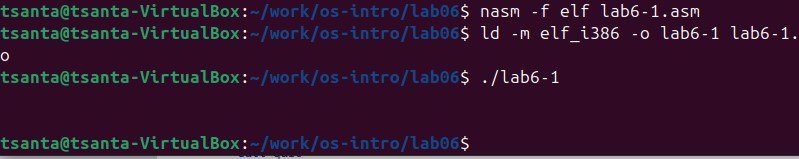 tsanta@tsanta-VirtualBox:~/work/os-intro/lab06$ nasm -f elf lab6-1.asm
tsanta@tsanta-VirtualBox:~/work/os-intro/lab06$ ld -m elf_i386 -o lab6-1 lab6-1.
o
tsanta@tsanta-VirtualBox:~/work/os-intro/lab06$ ./lab6-1
tsanta@tsanta-VirtualBox:~/work/os-intro/lab06$